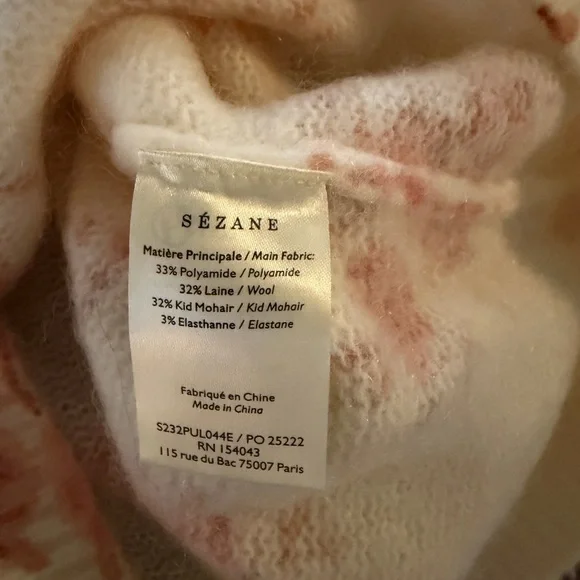 SÉZANE
Matière Principale / Main Fabric:
33% Polyamide / Polyamide
32% Laine / Wool
32% Kid Mohair / Kid Mohair
3% Elasthanne / Elastane
Fabriqué en Chine
Made in China
S232PUL044E / PO 25222
RN 154043
115 rue du Bac 75007 Paris